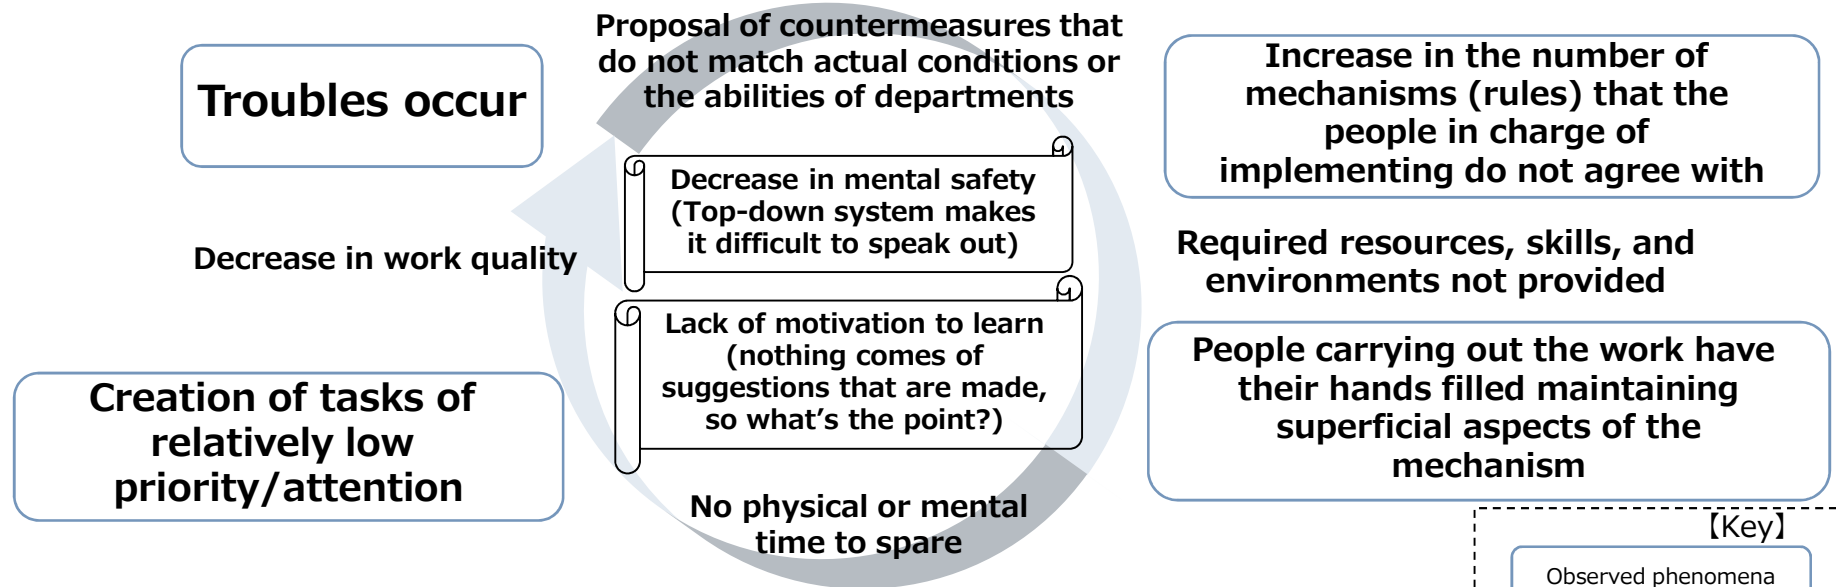 Proposal of countermeasures that
do not match actual conditions or
the abilities of departments
Troubles occur
Increase in the number of
mechanisms (rules) that the
people in charge of
implementing do not agree with
Decrease in mental safety
(Top-down system makes
it difficult to speak out)
Decrease in work quality
Required resources, skills, and
environments not provided
Lack of motivation to learn
(nothing comes of
suggestions that are made,
so what’s the point?)
People carrying out the work have
their hands filled maintaining
superficial aspects of the
mechanism
Creation of tasks of
relatively low
priority/attention
No physical or mental
time to spare
【Key】
Observed phenomena